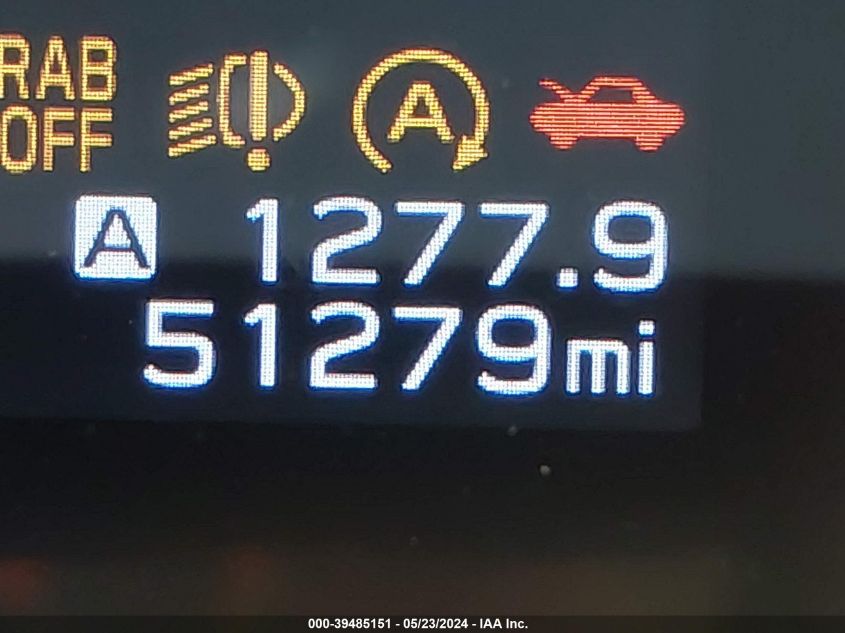 RAB
OFF
A
A 1277.9
51279mi
000-39485151 - 05/23/2024 - IAA Inc.